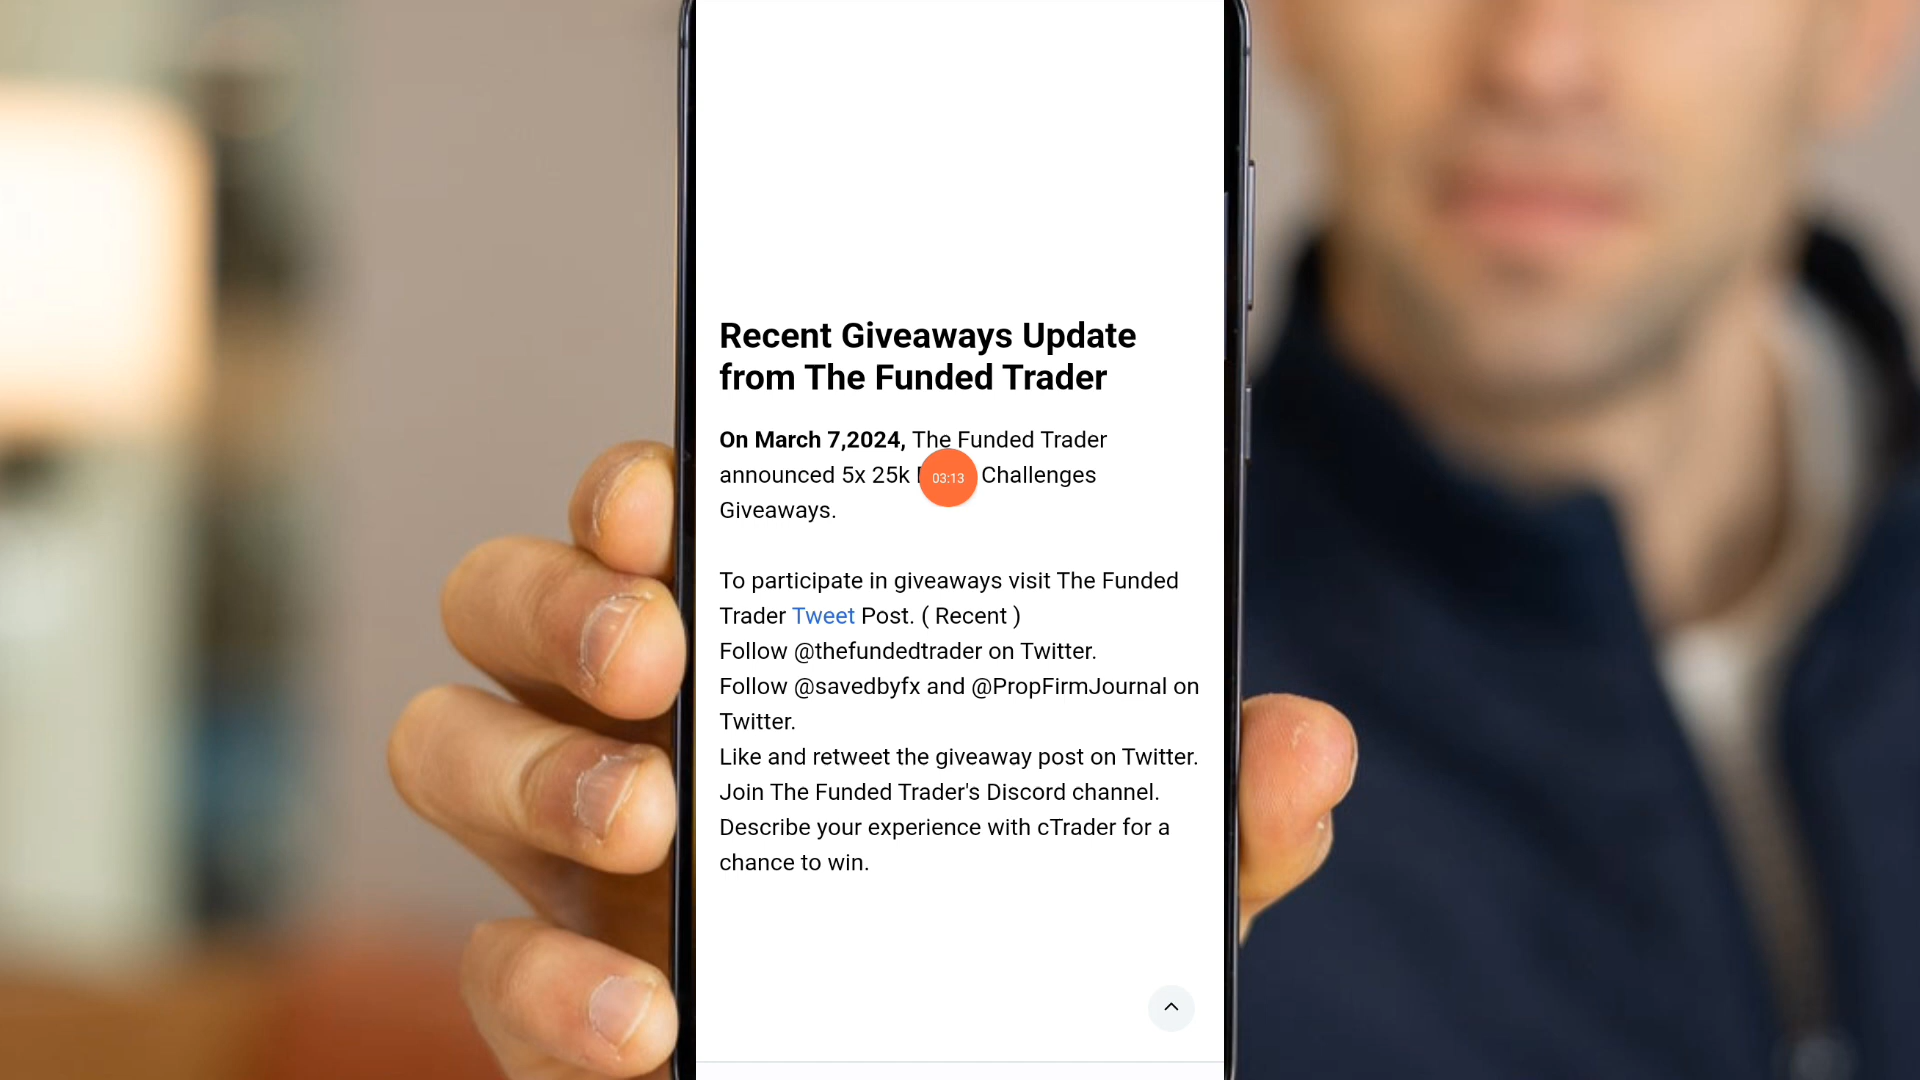 Recent Giveaways Update
from The Funded Trader
On March 7,2024, The Funded Trader
announced 5x 25k Challenges
03:13
Giveaways.
To participate in giveaways visit The Funded
Trader Tweet Post. ( Recent )
Follow @thefundedtrader on Twitter.
Follow @savedbyfx and @PropFirmJournal on
Twitter.
Like and retweet the giveaway post on Twitter.
Join The Funded Trader's Discord channel.
Describe your experience with cTrader for a
chance to win.